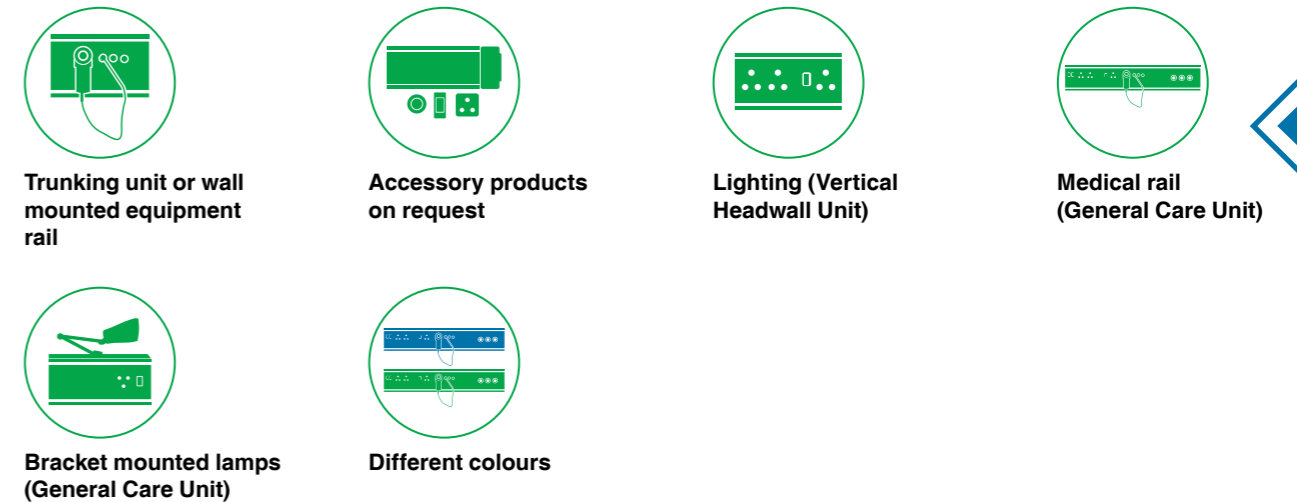 Trunking unit or wall
mounted equipment
rail
Accessory products
on request
Lighting (Vertical
Headwall Unit)
Medical rail
(General Care Unit)
Bracket mounted lamps
(General Care Unit)
Different colours